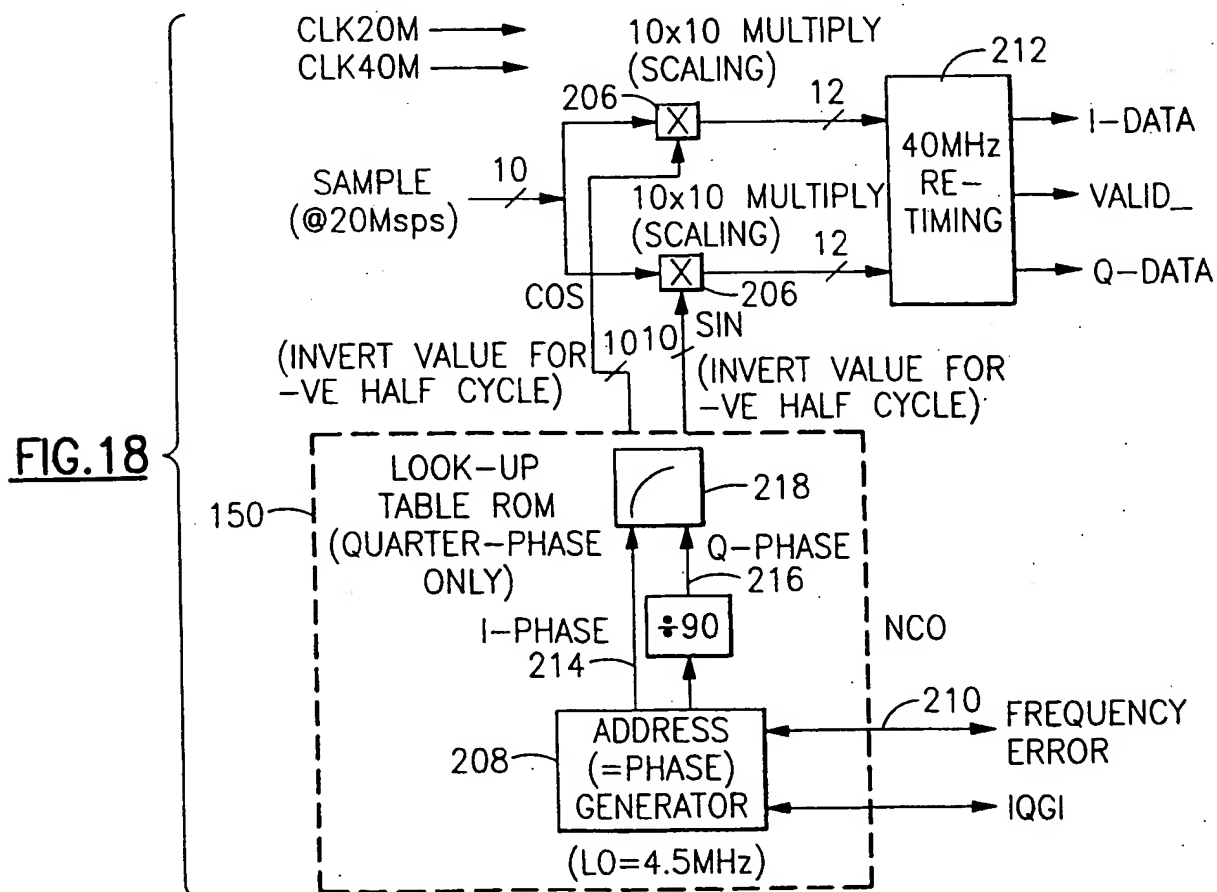 CLK20M
CLK40M
10x10 MULTIPLY
(SCALING)
206
X
12
212
40MHz
RE-
TIMING
I-DATA
VALID_
Q-DATA
SAMPLE
(@20Msps)
10
10x10 MULTIPLY
(SCALING)
12
X
206
COS
SIN
10
10
(INVERT VALUE FOR
-VE HALF CYCLE)
(INVERT VALUE FOR
-VE HALF CYCLE)
FIG.18
150
LOOK-UP
TABLE ROM
(QUARTER-PHASE
ONLY)
218
Q-PHASE
216
÷90
I-PHASE
214
NCO
208
ADDRESS
(=PHASE)
GENERATOR
210
FREQUENCY
ERROR
IQGI
(LO=4.5MHz)